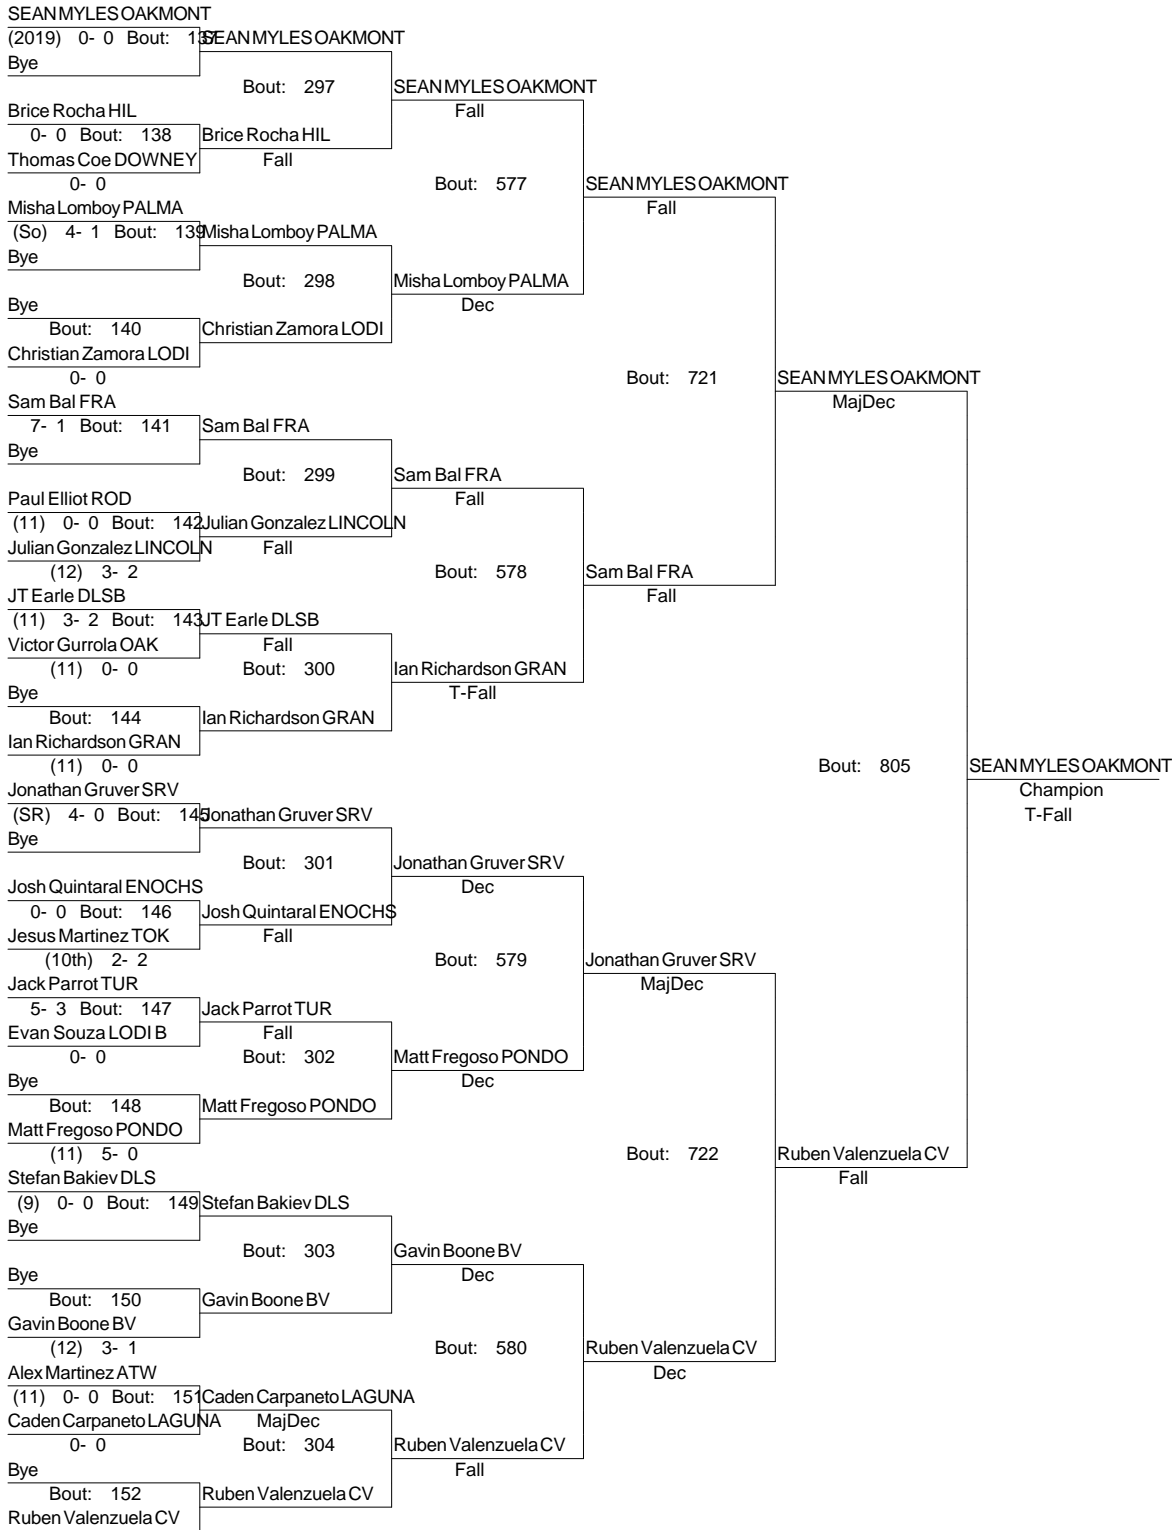 SEAN MYLES OAKMONT
(2019) 0- 0 Bout: 137 SEAN MYLES OAKMONT
Bye
Bout: 297 SEAN MYLES OAKMONT
Brice Rocha HIL Fall
0- 0 Bout: 138 Brice Rocha HIL
Thomas Coe DOWNEY Fall
0- 0 Bout: 577 SEAN MYLES OAKMONT
Misha Lomboy PALMA Fall
(So) 4- 1 Bout: 139 Misha Lomboy PALMA
Bye
Bout: 298 Misha Lomboy PALMA
Bye Dec
Bout: 140 Christian Zamora LODI
Christian Zamora LODI
0- 0 Bout: 721 SEAN MYLES OAKMONT
Sam Bal FRA MajDec
7- 1 Bout: 141 Sam Bal FRA
Bye
Bout: 299 Sam Bal FRA
Paul Elliot ROD Fall
(11) 0- 0 Bout: 142 Julian Gonzalez LINCOLN
Julian Gonzalez LINCOLN Fall
(12) 3- 2 Bout: 578 Sam Bal FRA
JT Earle DLSB Fall
(11) 3- 2 Bout: 143 JT Earle DLSB
Victor Gurrola OAK Fall
(11) 0- 0 Bout: 300 Ian Richardson GRAN
Bye T-Fall
Bout: 144 Ian Richardson GRAN
Ian Richardson GRAN
(11) 0- 0 Bout: 805 SEAN MYLES OAKMONT
Jonathan Gruver SRV Champion
(SR) 4- 0 Bout: 145 Jonathan Gruver SRV T-Fall
Bye
Bout: 301 Jonathan Gruver SRV
Josh Quintaral ENOCHS Dec
0- 0 Bout: 146 Josh Quintaral ENOCHS
Jesus Martinez TOK Fall
(10th) 2- 2 Bout: 579 Jonathan Gruver SRV
Jack Parrot TUR MajDec
5- 3 Bout: 147 Jack Parrot TUR
Evan Souza LODI B Fall
0- 0 Bout: 302 Matt Fregoso PONDO
Bye Dec
Bout: 148 Matt Fregoso PONDO
Matt Fregoso PONDO
(11) 5- 0 Bout: 722 Ruben Valenzuela CV
Stefan Bakiev DLS Fall
(9) 0- 0 Bout: 149 Stefan Bakiev DLS
Bye
Bout: 303 Gavin Boone BV
Bye Dec
Bout: 150 Gavin Boone BV
Gavin Boone BV
(12) 3- 1 Bout: 580 Ruben Valenzuela CV
Alex Martinez ATW Dec
(11) 0- 0 Bout: 151 Caden Carpaneto LAGUNA
Caden Carpaneto LAGUNA MajDec
0- 0 Bout: 304 Ruben Valenzuela CV
Bye Fall
Bout: 152 Ruben Valenzuela CV
Ruben Valenzuela CV